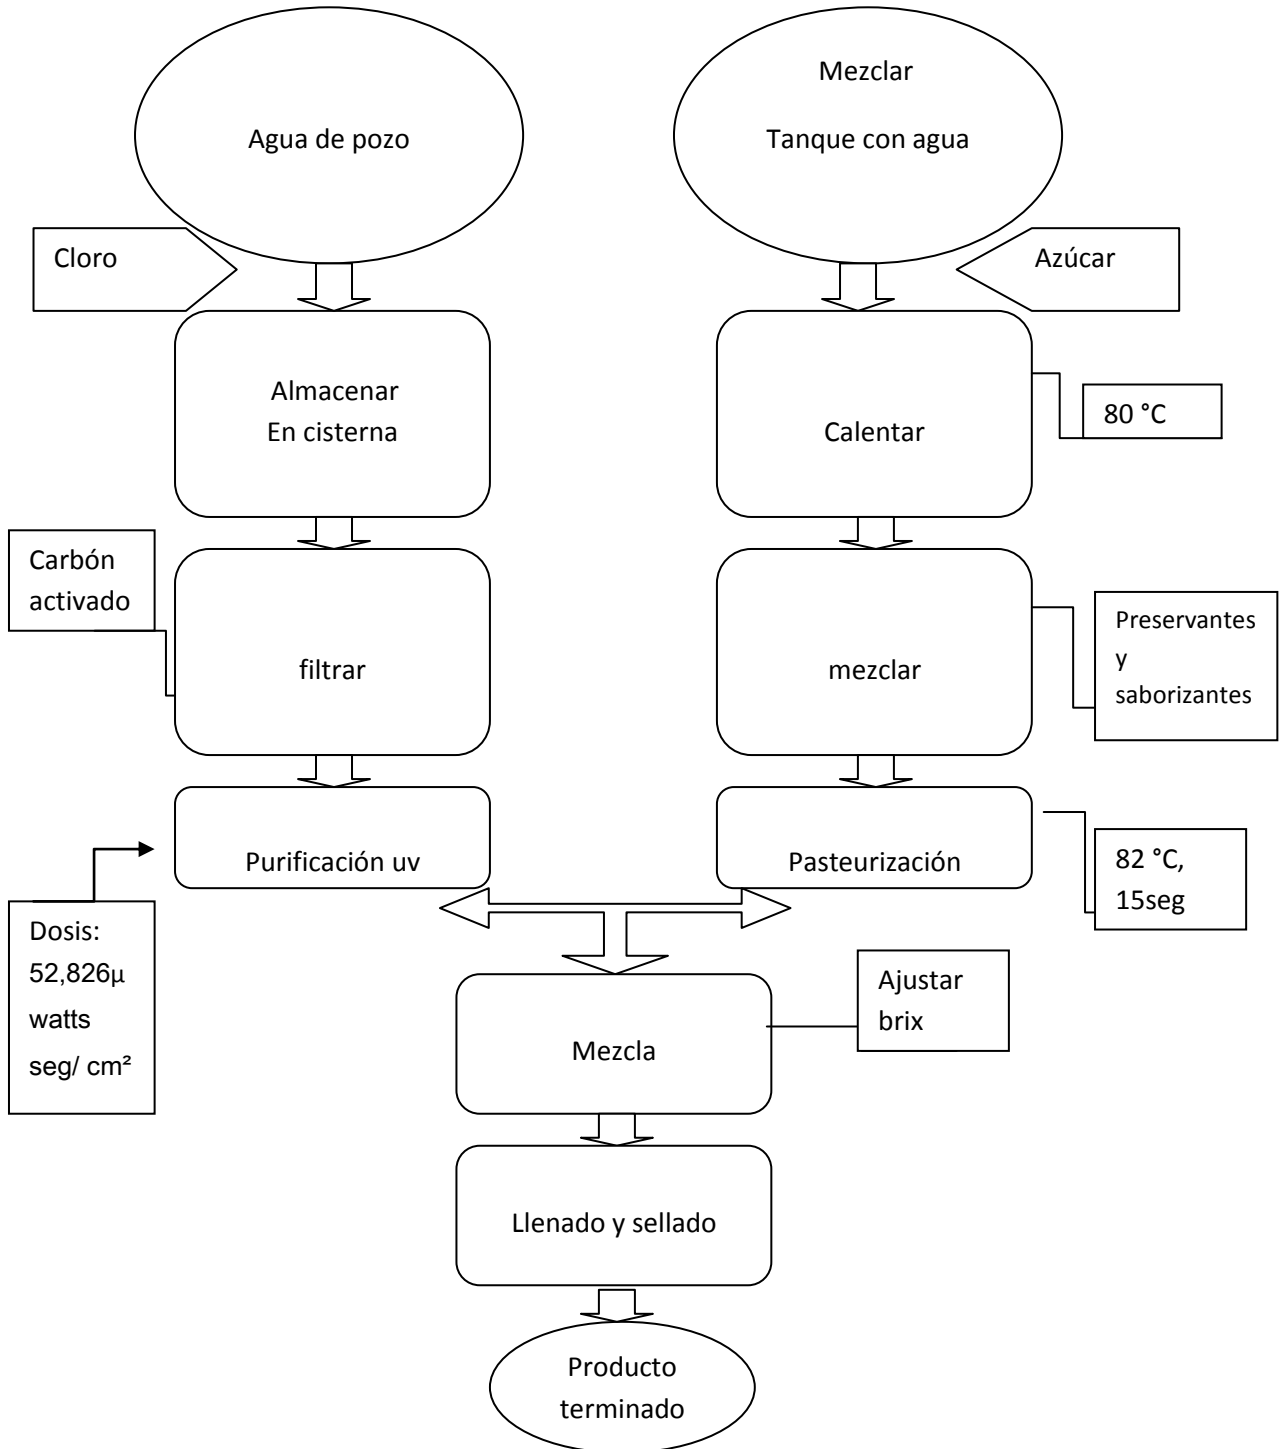 Agua de pozo
Mezclar
Tanque con agua
Cloro
Azúcar
Almacenar
En cisterna
Calentar
80 °C
Carbón
activado
filtrar
mezclar
Preservantes
y
saborizantes
Purificación uv
Pasteurización
82 °C,
15seg
Dosis:
52,826µ
watts
seg/ cm²
Mezcla
Ajustar
brix
Llenado y sellado
Producto
terminado